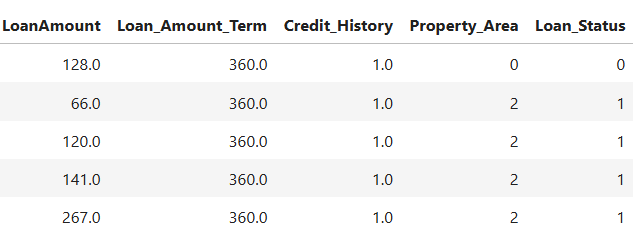 LoanAmount Loan_Amount_Term Credit_History Property_Area Loan_Status
128.0 360.0 1.0 0 0
66.0 360.0 1.0 2 1
120.0 360.0 1.0 2 1
141.0 360.0 1.0 2 1
267.0 360.0 1.0 2 1